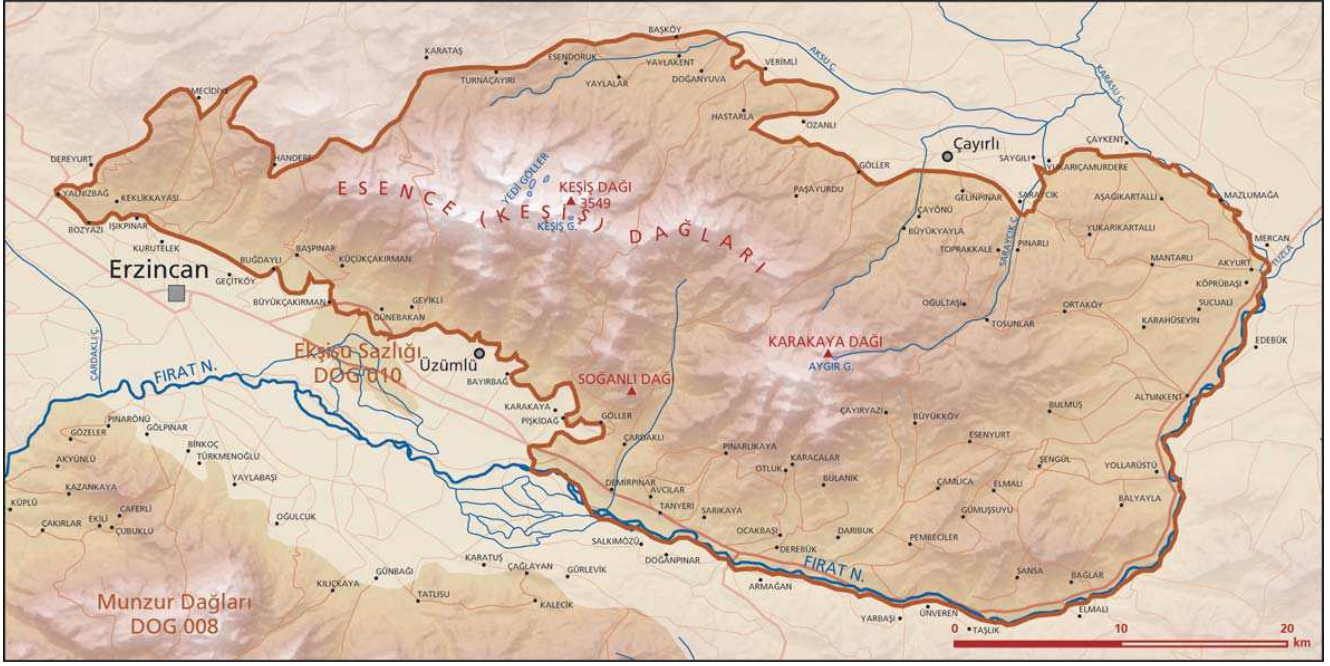 BAŞKÖY
KARATAŞ
ESENDORUK
YAYLAKENT
AKSU Ç.
VERİMLİ
TURNAÇAYIRI
YAYLALAR
DOĞANYUVA
KARASU Ç.
MECİDİYE
HASTARLA
OZANLI
ÇAYKENT
Çayırlı
DEREYURT
HANDERE
GÖLLER
SAYGILI
YUKARIÇAMURDERE
YALNIZBAĞ
KEKLİKKAYASI
ESENCE (KEŞİŞ) DAĞLARI
YEDİ GÖLLER
KEŞİŞ DAĞI
3549
KEŞİŞ G.
PAŞAYURDU
GELİNPINAR
SARAYCIK
AŞAĞIKARTALLI
MAZLUMAĞA
BOZYAZI
IŞIKPINAR
ÇAYÖNÜ
BÜYÜKYAYLA
YUKARIKARTALLI
KURUTELEK
BAŞPINAR
TOPRAKKALE
PINARLI
SARAYCIK Ç.
MERCAN
TUZLA
Erzincan
BUĞDAYLI
KÜÇÜKÇAKIRMAN
MANTARLI
AKYURT
GEÇİTKÖY
KÖPRÜBAŞI
BÜYÜKÇAKIRMAN
GEYİKLİ
GÜNEBAKAN
OĞULTAŞI
ORTAKÖY
SUCUALI
TOSUNLAR
KARAHÜSEYİN
ÇARDAKLI Ç.
Ekşisu Sazlığı
DOG 010
Üzümlü
KARAKAYA DAĞI
AYGIR G.
EDEBÜK
FIRAT N.
BAYIRBAĞ
SOĞANLI DAĞI
ALTUNKENT
KARAKAYA
PİŞKİDAĞ
GÖLLER
ÇAYIRYAZI
BÜYÜKKÖY
BULMUŞ
PINARÖNÜ
GÖLPINAR
GÖZELER
BİNKOÇ
TÜRKMENOĞLU
ÇARDAKLI
PINARLIKAYA
ESENYURT
AKYÜNLÜ
KARACALAR
OTLUK
ŞENGÜL
YOLLARÜSTÜ
KAZANKAYA
YAYLABAŞI
DEMİRPINAR
AVCILAR
BULANIK
ÇAMLICA
ELMALI
BALYAYLA
KÜPLÜ
CAFERLİ
EKİLİ
ÇAKIRLAR
ÇUBUKLU
OĞULCUK
TANYERİ
SARIKAYA
GÜMÜŞSUYU
OCAKBAŞI
DARIBUK
PEMBECİLER
SALKIMÖZÜ
DEREBÜK
DOĞANPINAR
FIRAT N.
KARATUŞ
ÇAĞLAYAN
GÜRLEVİK
GÜNBAĞI
KILIÇKAYA
ARMAĞAN
SANSA
BAĞLAR
Munzur Dağları
DOG 008
TATLISU
KALECİK
YARBAŞI
ÜNVEREN
ELMALI
TAŞLIK
0 10 20
km